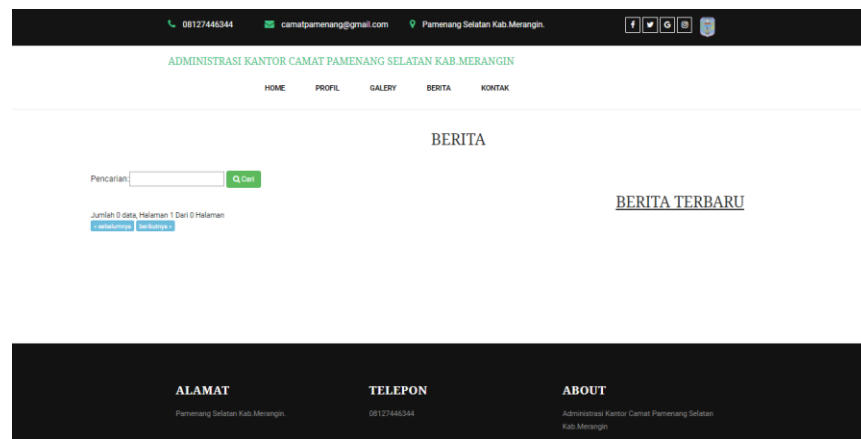 08127446344 camatpamenang@gmail.com Pamenang Selatan Kab.Merangin.
ADMINISTRASI KANTOR CAMAT PAMENANG SELATAN KAB.MERANGIN
HOME PROFIL GALERY BERITA KONTAK
BERITA
Pencarian: Cari
BERITA TERBARU
Jumlah 0 data, Halaman 1 Dari 0 Halaman
« sebelumnya berikutnya »
ALAMAT TELEPON ABOUT
Pamenang Selatan Kab.Merangin. 08127446344 Administrasi Kantor Camat Pamenang Selatan
Kab.Merangin